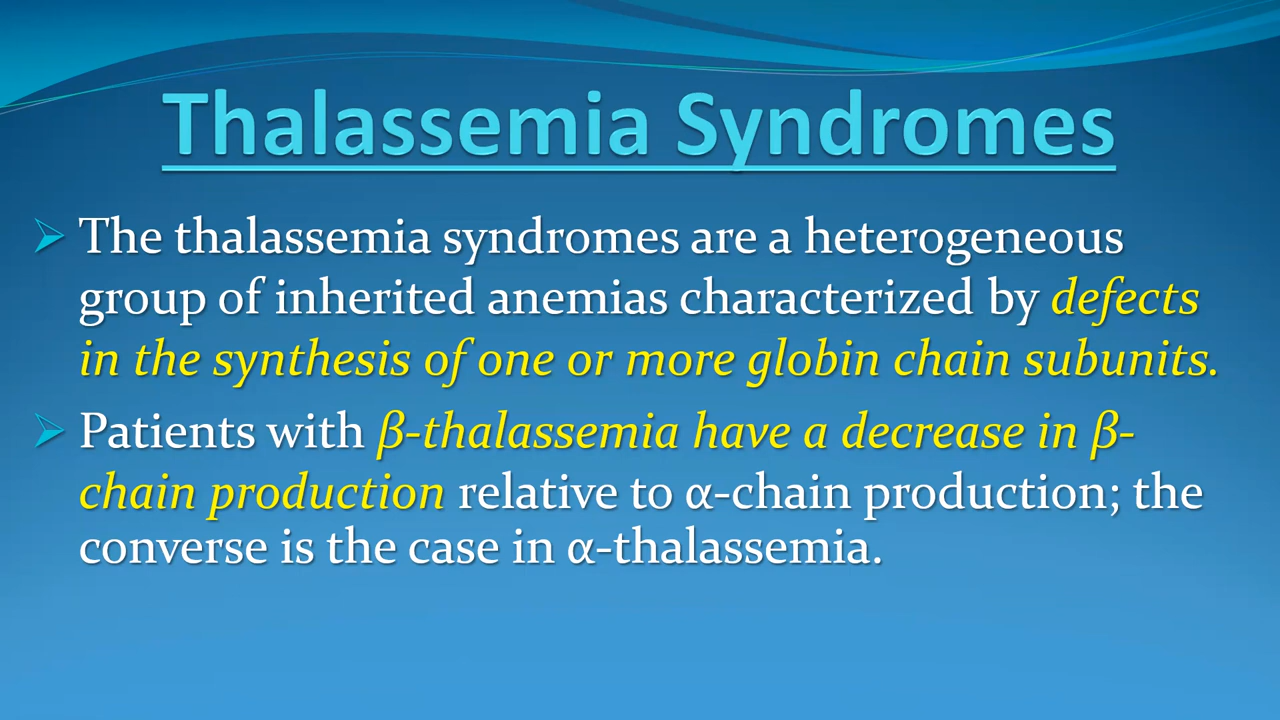 Thalassemia Syndromes
The thalassemia syndromes are a heterogeneous
group of inherited anemias characterized by defects
in the synthesis of one or more globin chain subunits.
Patients with β-thalassemia have a decrease in β-
chain production relative to α-chain production; the
converse is the case in α-thalassemia.